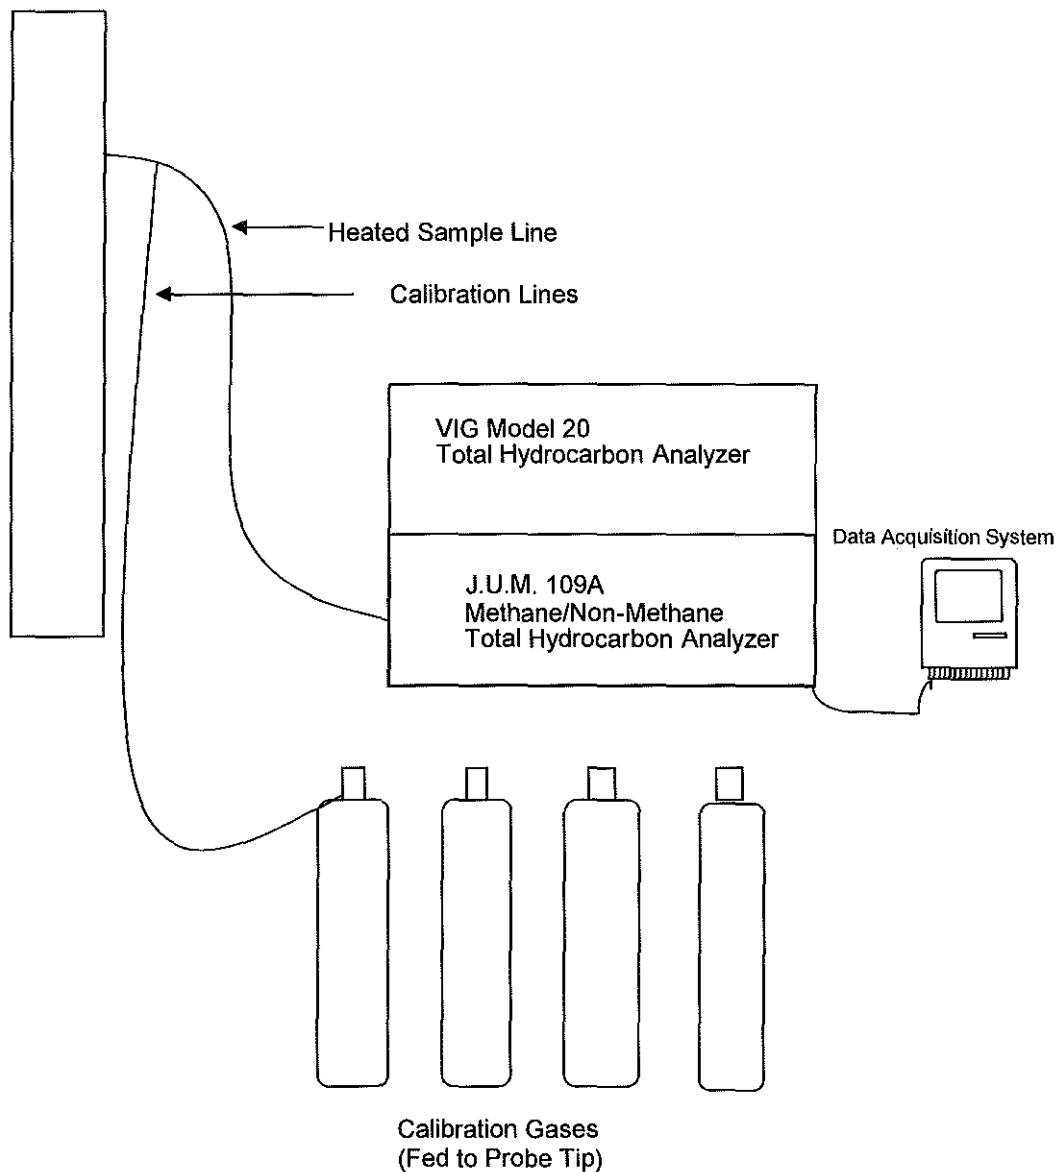 Heated Sample Line
Calibration Lines
VIG Model 20
Total Hydrocarbon Analyzer
Data Acquisition System
J.U.M. 109A
Methane/Non-Methane
Total Hydrocarbon Analyzer
Calibration Gases
(Fed to Probe Tip)